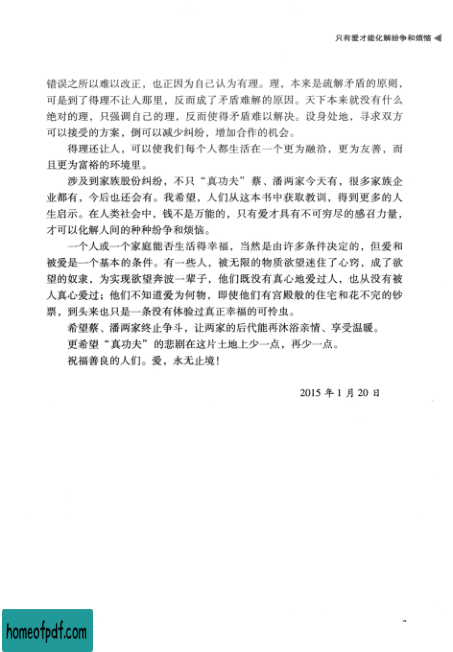 只有爱才能化解纷争和烦恼
错误之所以难以改正，也正因为自己认为有理。理，本来是疏解矛盾的原则，
可是到了得理不让人那里，反而成了矛盾难解的原因。天下本来就没有什么
绝对的理，只强调自己的理，反而使得矛盾难以解决。设身处地，寻求双方
可以接受的方案，倒可以减少纠纷，增加合作的机会。
得理还让人，可以使我们每个人都生活在一个更为融洽，更为友善，而
且更为富裕的环境里。
涉及到家族股份纠纷，不只“真功夫”蔡、潘两家今天有，很多家族企
业都有，今后也还会有。我希望，人们从这本书中获取教训，得到更多的人
生启示。在人类社会中，钱不是万能的，只有爱才具有不可穷尽的感召力量，
才可以化解人间的种种纷争和烦恼。
一个人或一个家庭能否生活得幸福，当然是由许多条件决定的，但爱和
被爱是一个基本的条件。有一些人，被无限的物质欲望迷住了心窍，成了欲
望的奴隶，为实现欲望奔波一辈子，他们既没有真心地爱过人，也从没有被
人真心爱过；他们不知道爱为何物，即使他们有宫殿般的住宅和花不完的钞
票，到头来也只是一条没有体验过真正幸福的可怜虫。
希望蔡、潘两家终止争斗，让两家的后代能再沐浴亲情、享受温暖。
更希望“真功夫”的悲剧在这片土地上少一点，再少一点。
祝福善良的人们。爱，永无止境！
2015 年 1 月 20 日
homeofpdf.com